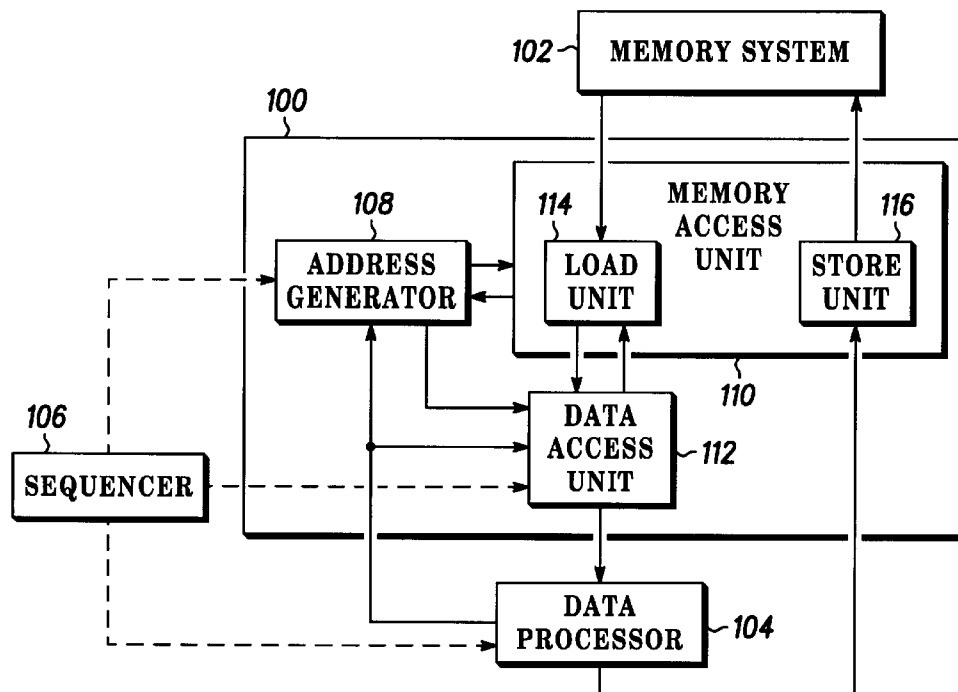 102
MEMORY SYSTEM
100
108
ADDRESS
GENERATOR
114
LOAD
UNIT
MEMORY
ACCESS
UNIT
116
STORE
UNIT
110
106
SEQUENCER
DATA
ACCESS
UNIT
112
DATA
PROCESSOR
104